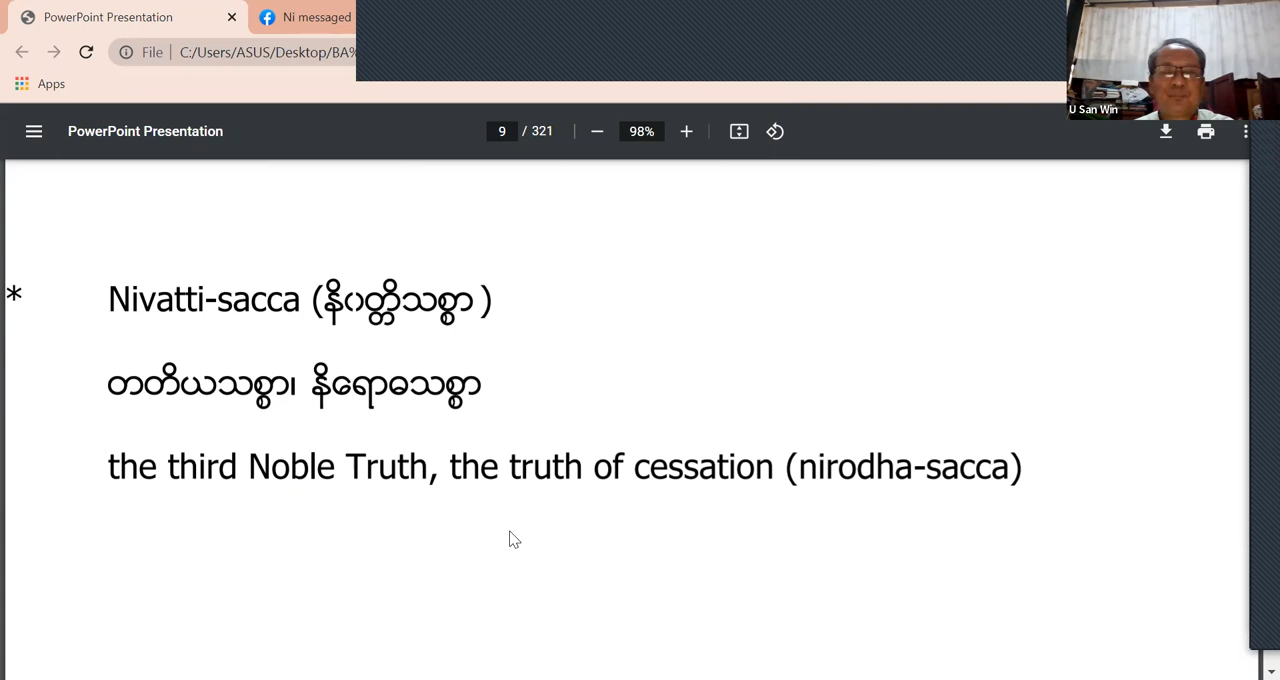 PowerPoint Presentation
Ni messaged
File
C:/Users/ASUS/Desktop/BA%
Apps
U San Win
PowerPoint Presentation
9 / 321
98%
* Nivatti-sacca (နိဝတ္တိသစ္စာ )
တတိယသစ္စာ၊ နိရောဓသစ္စာ
the third Noble Truth, the truth of cessation (nirodha-sacca)